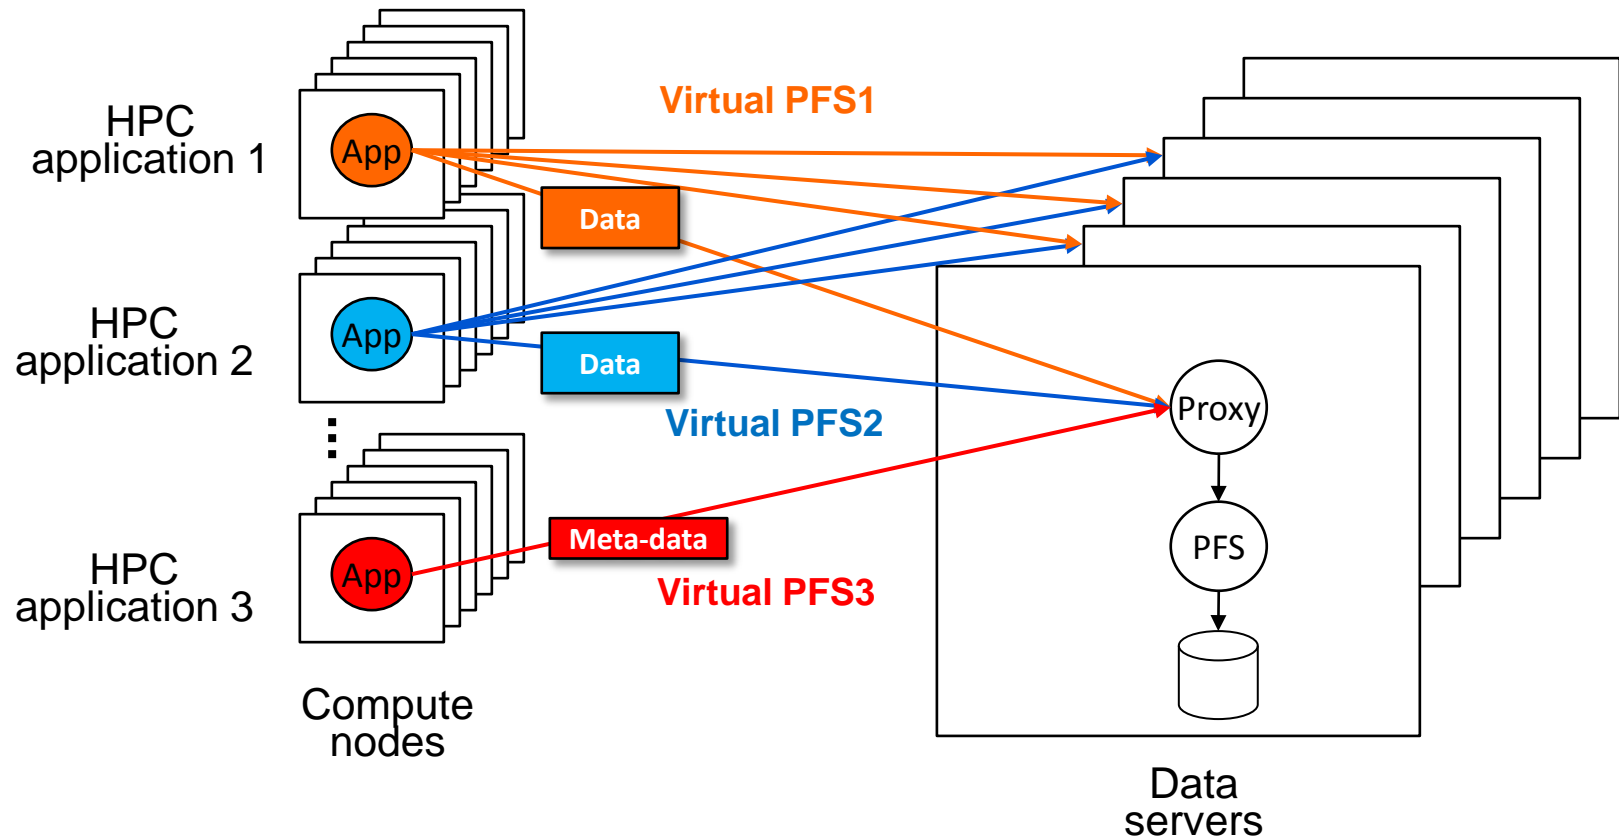 HPC
application 1
App
Virtual PFS1
Data
HPC
application 2
App
Data
Virtual PFS2
Proxy
HPC
application 3
App
Meta-data
Virtual PFS3
PFS
Compute
nodes
Data
servers